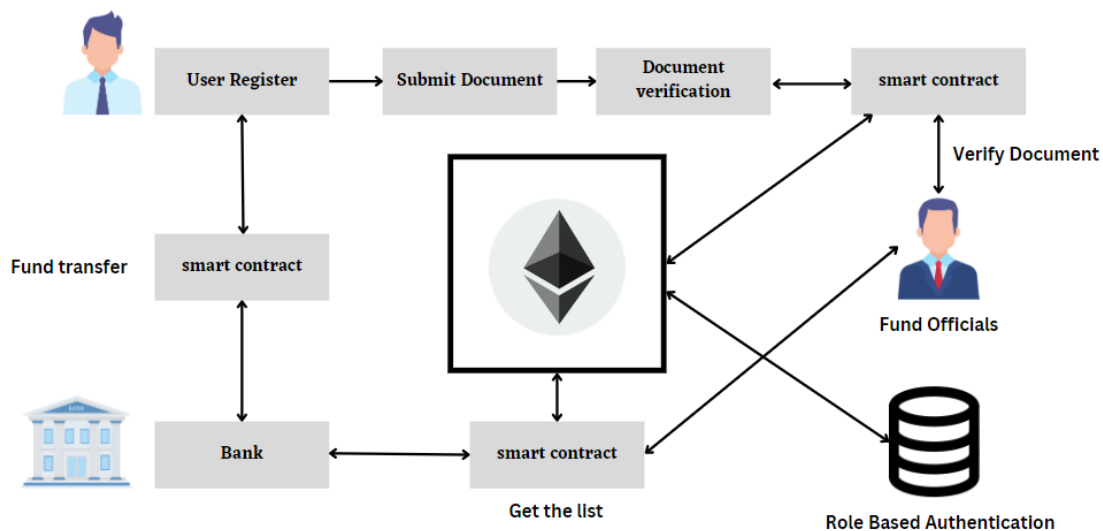 User Register
Submit Document
Document
verification
smart contract
Verify Document
Fund transfer
smart contract
Fund Officials
BANK
Bank
smart contract
Get the list
Role Based Authentication